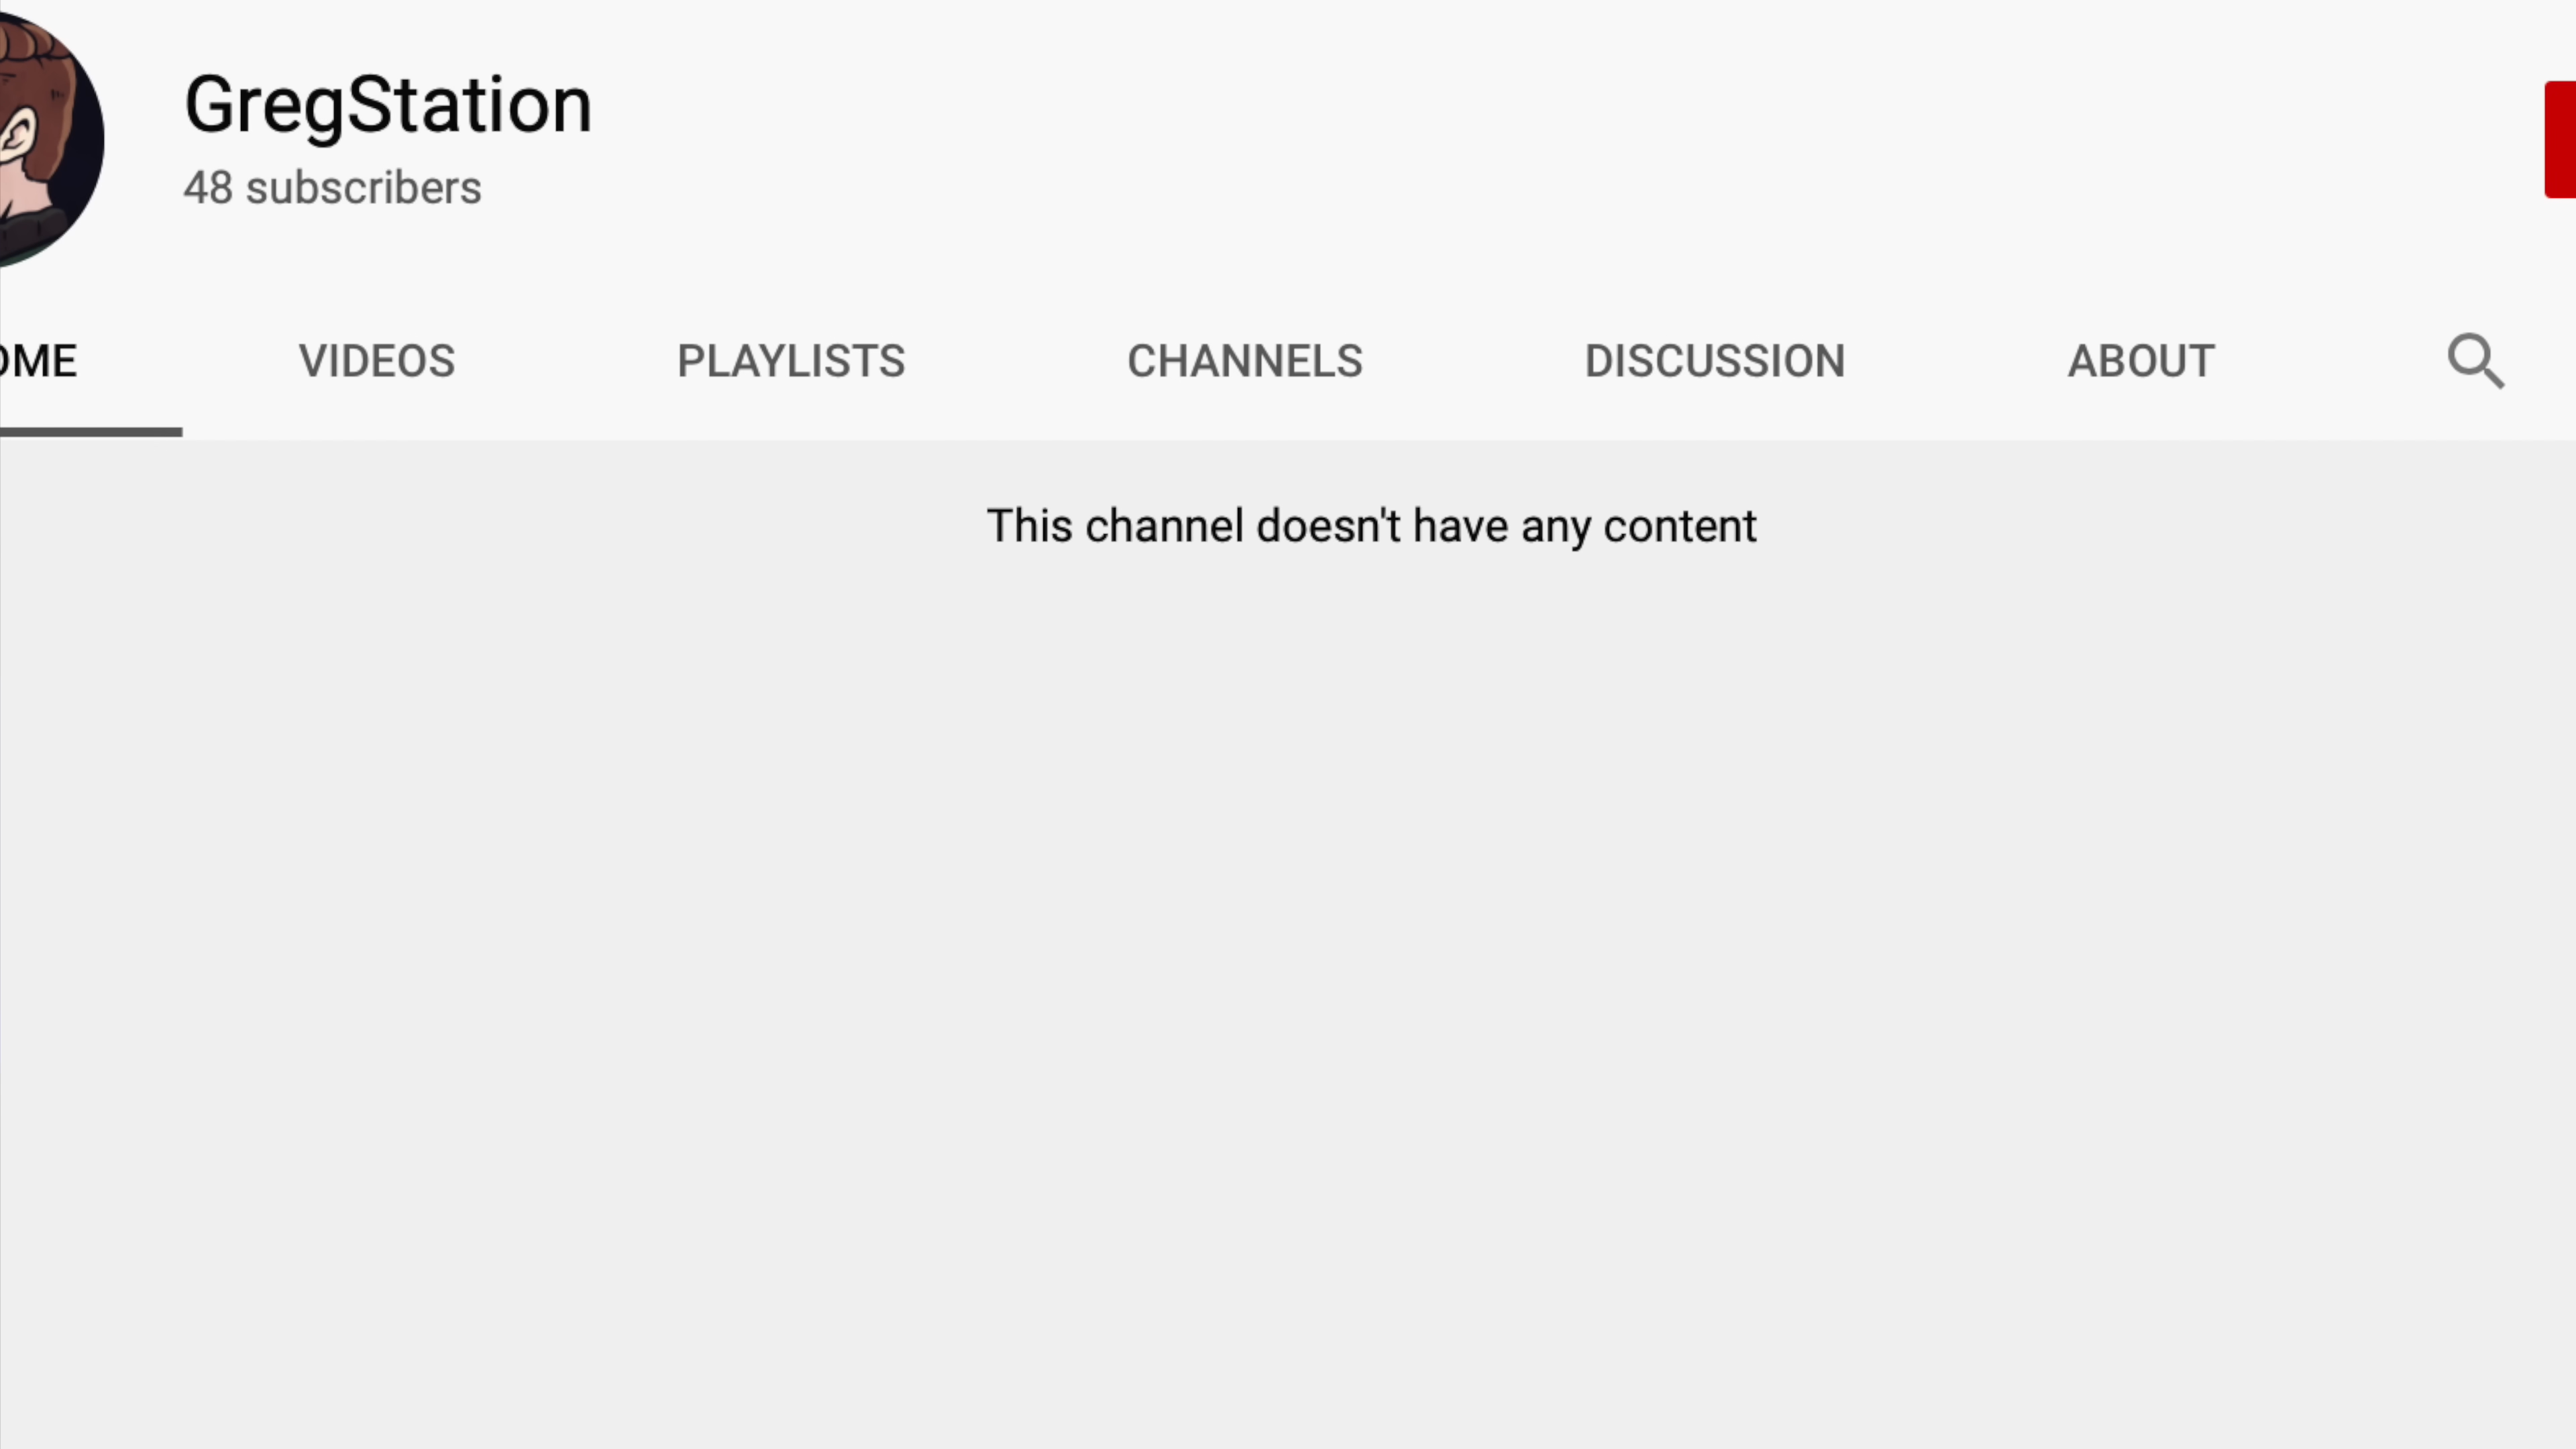 GregStation
48 subscribers
OME VIDEOS PLAYLISTS CHANNELS DISCUSSION ABOUT
This channel doesn't have any content